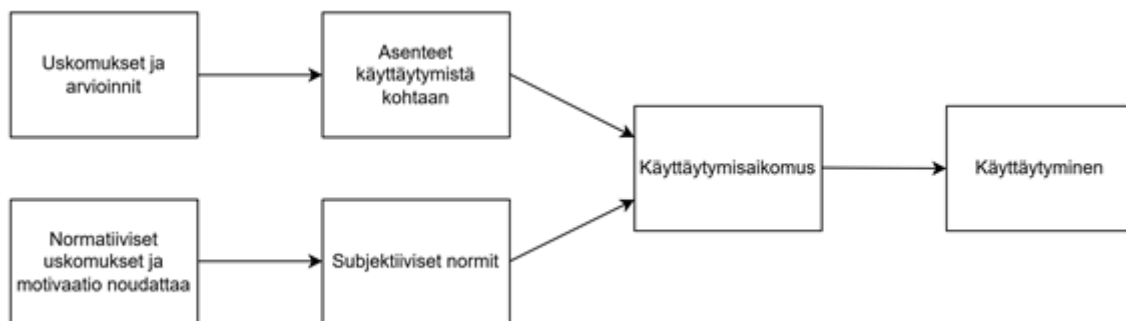 Uskomukset ja
arvioinnit
Asenteet
käyttäytymistä
kohtaan
Käyttäytymisaikomus
Käyttäytyminen
Normatiiviset
uskomukset ja
motivaatio noudattaa
Subjektiiviset normit